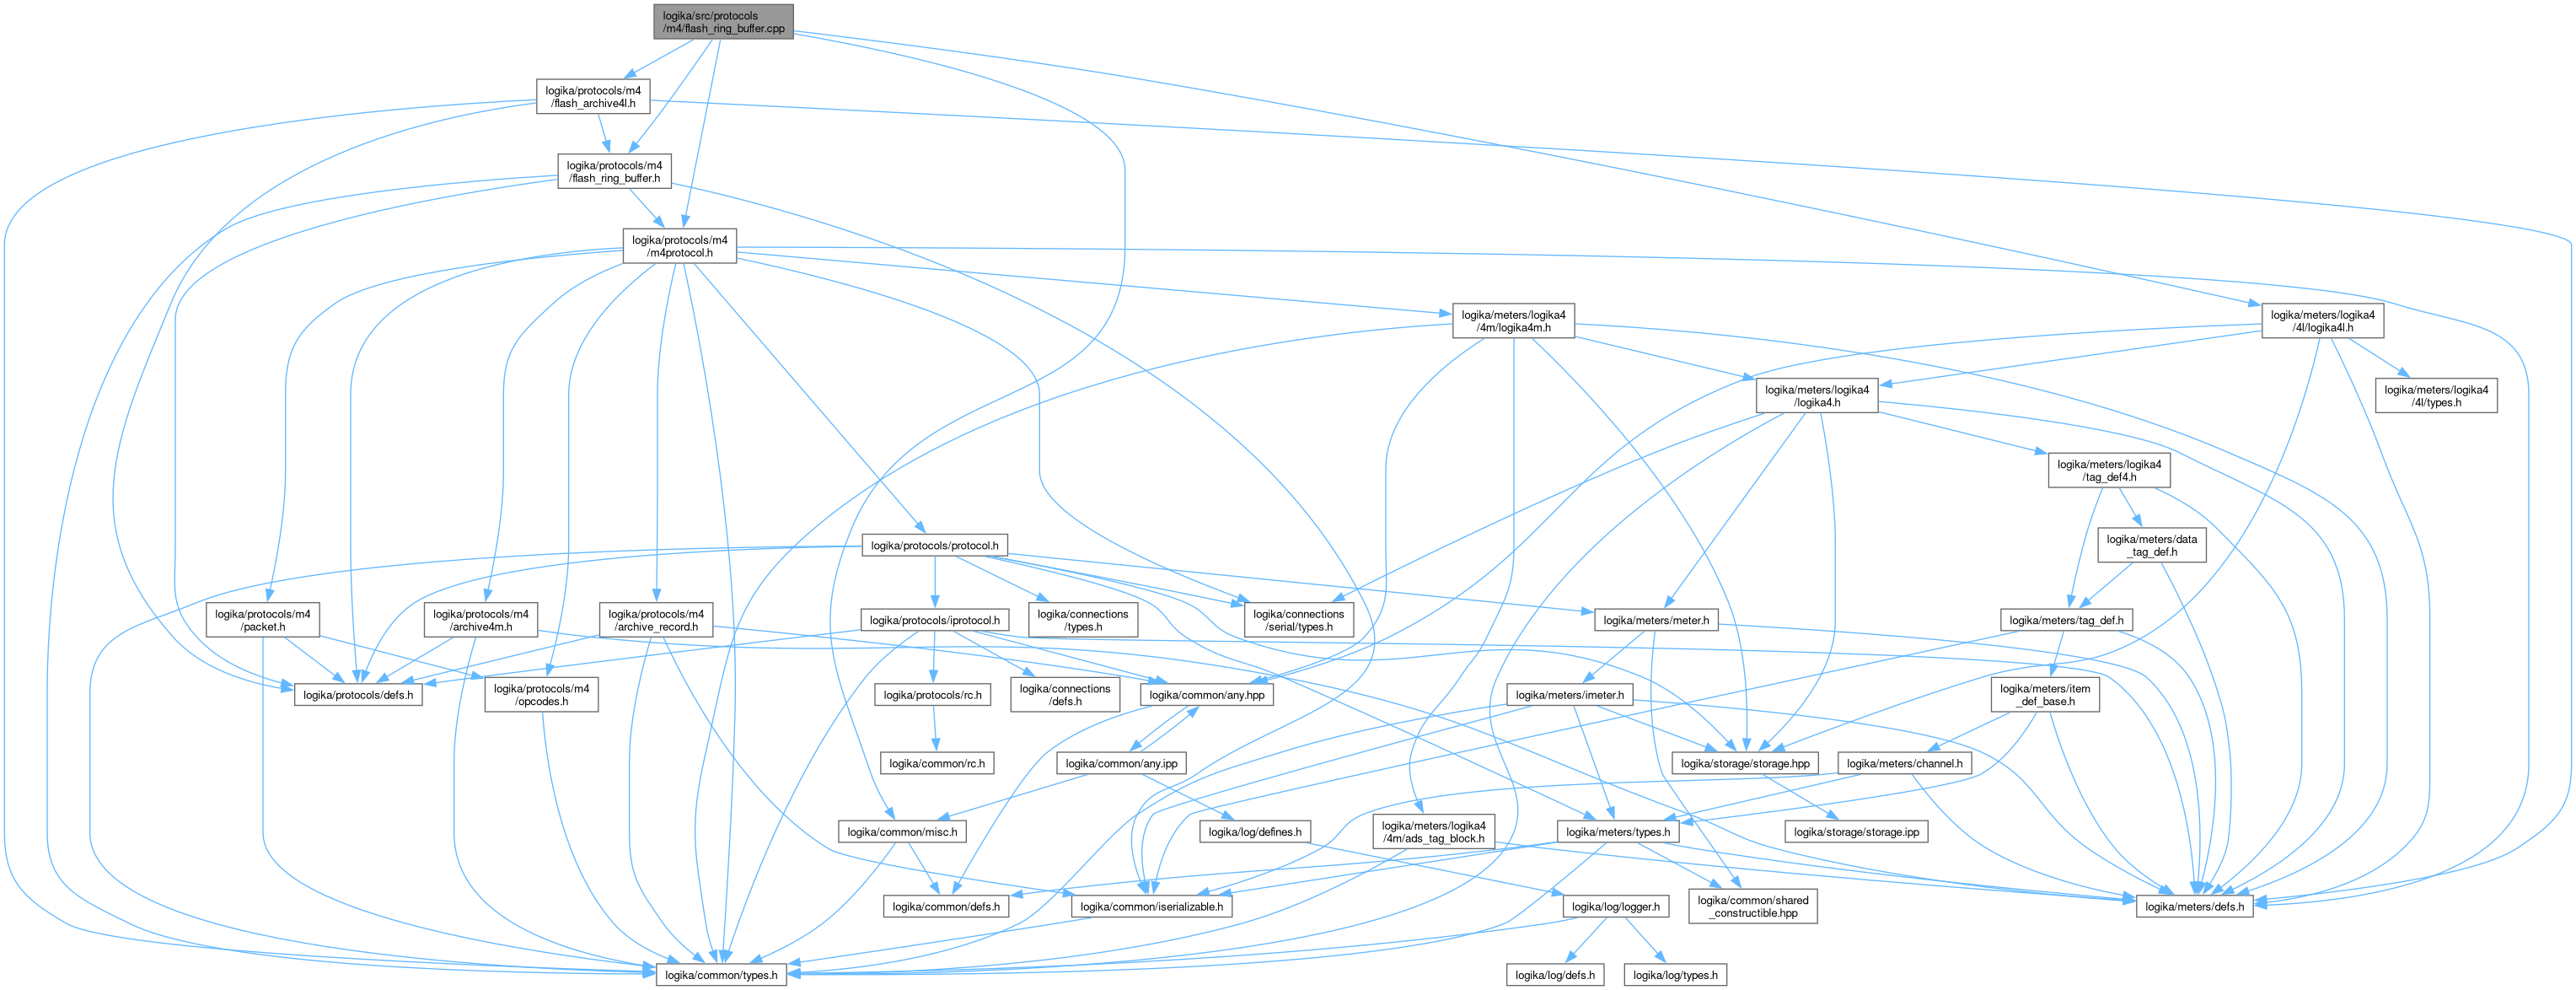 logika/src/protocols
/m4/flash_ring_buffer.cpp
logika/protocols/m4
/flash_archive4l.h
logika/protocols/m4
/flash_ring_buffer.h
logika/protocols/m4
/m4protocol.h
logika/meters/logika4
/4m/logika4m.h
logika/meters/logika4
/4l/logika4l.h
logika/meters/logika4
/logika4.h
logika/meters/logika4
/4l/types.h
logika/meters/logika4
/tag_def4.h
logika/protocols/protocol.h
logika/meters/data
_tag_def.h
logika/protocols/m4
/packet.h
logika/protocols/m4
/archive4m.h
logika/protocols/m4
/archive_record.h
logika/protocols/iprotocol.h
logika/connections
/types.h
logika/connections
/serial/types.h
logika/meters/meter.h
logika/meters/tag_def.h
logika/protocols/defs.h
logika/protocols/m4
/opcodes.h
logika/protocols/rc.h
logika/connections
/defs.h
logika/common/any.hpp
logika/meters/imeter.h
logika/meters/item
_def_base.h
logika/common/rc.h
logika/common/any.ipp
logika/storage/storage.hpp
logika/meters/channel.h
logika/common/misc.h
logika/log/defines.h
logika/meters/logika4
/4m/ads_tag_block.h
logika/meters/types.h
logika/storage/storage.ipp
logika/common/defs.h
logika/common/iserializable.h
logika/log/logger.h
logika/common/shared
_constructible.hpp
logika/meters/defs.h
logika/common/types.h
logika/log/defs.h
logika/log/types.h